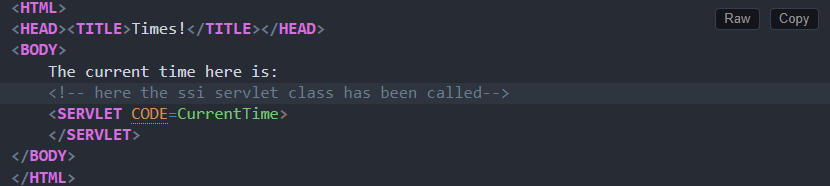 <HTML>
Raw Copy
<HEAD><TITLE>Times!</TITLE></HEAD>
<BODY>
The current time here is:
<!-- here the ssi servlet class has been called-->
<SERVLET CODE=CurrentTime>
</SERVLET>
</BODY>
</HTML>